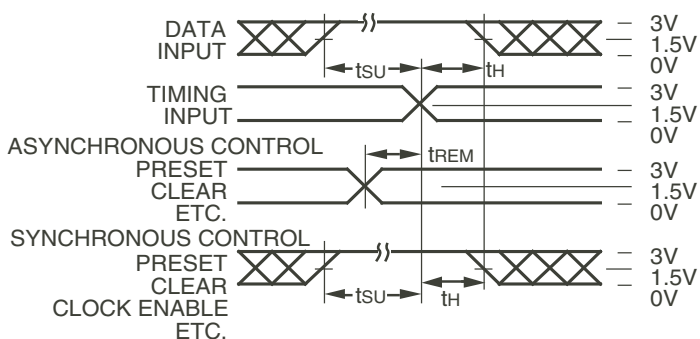 DATA
INPUT
tSU
tH
3V
1.5V
0V
TIMING
INPUT
3V
1.5V
0V
ASYNCHRONOUS CONTROL
tREM
PRESET
CLEAR
ETC.
3V
1.5V
0V
SYNCHRONOUS CONTROL
PRESET
CLEAR
CLOCK ENABLE
ETC.
tSU
tH
3V
1.5V
0V